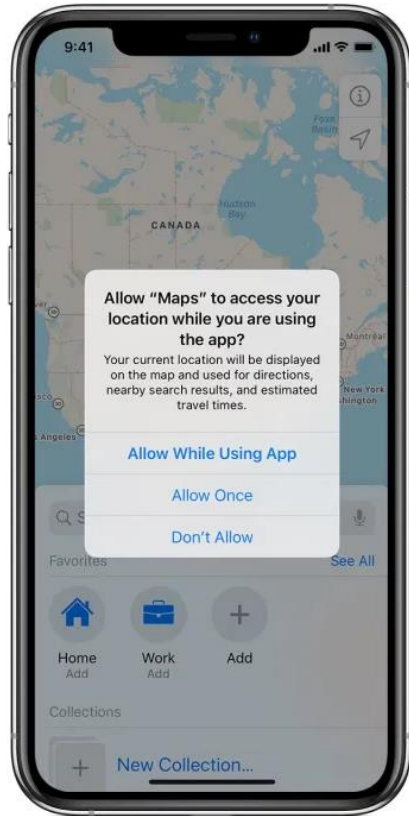 9:41
Foxe
Basin
Hudson
Bay
CANADA
Allow “Maps” to access your
location while you are using
the app?
Your current location will be displayed
on the map and used for directions,
nearby search results, and estimated
travel times.
Montréal
New York
Angeles
Allow While Using App
Allow Once
Don’t Allow
Favorites
See All
Home
Add
Work
Add
Add
Collections
New Collection...